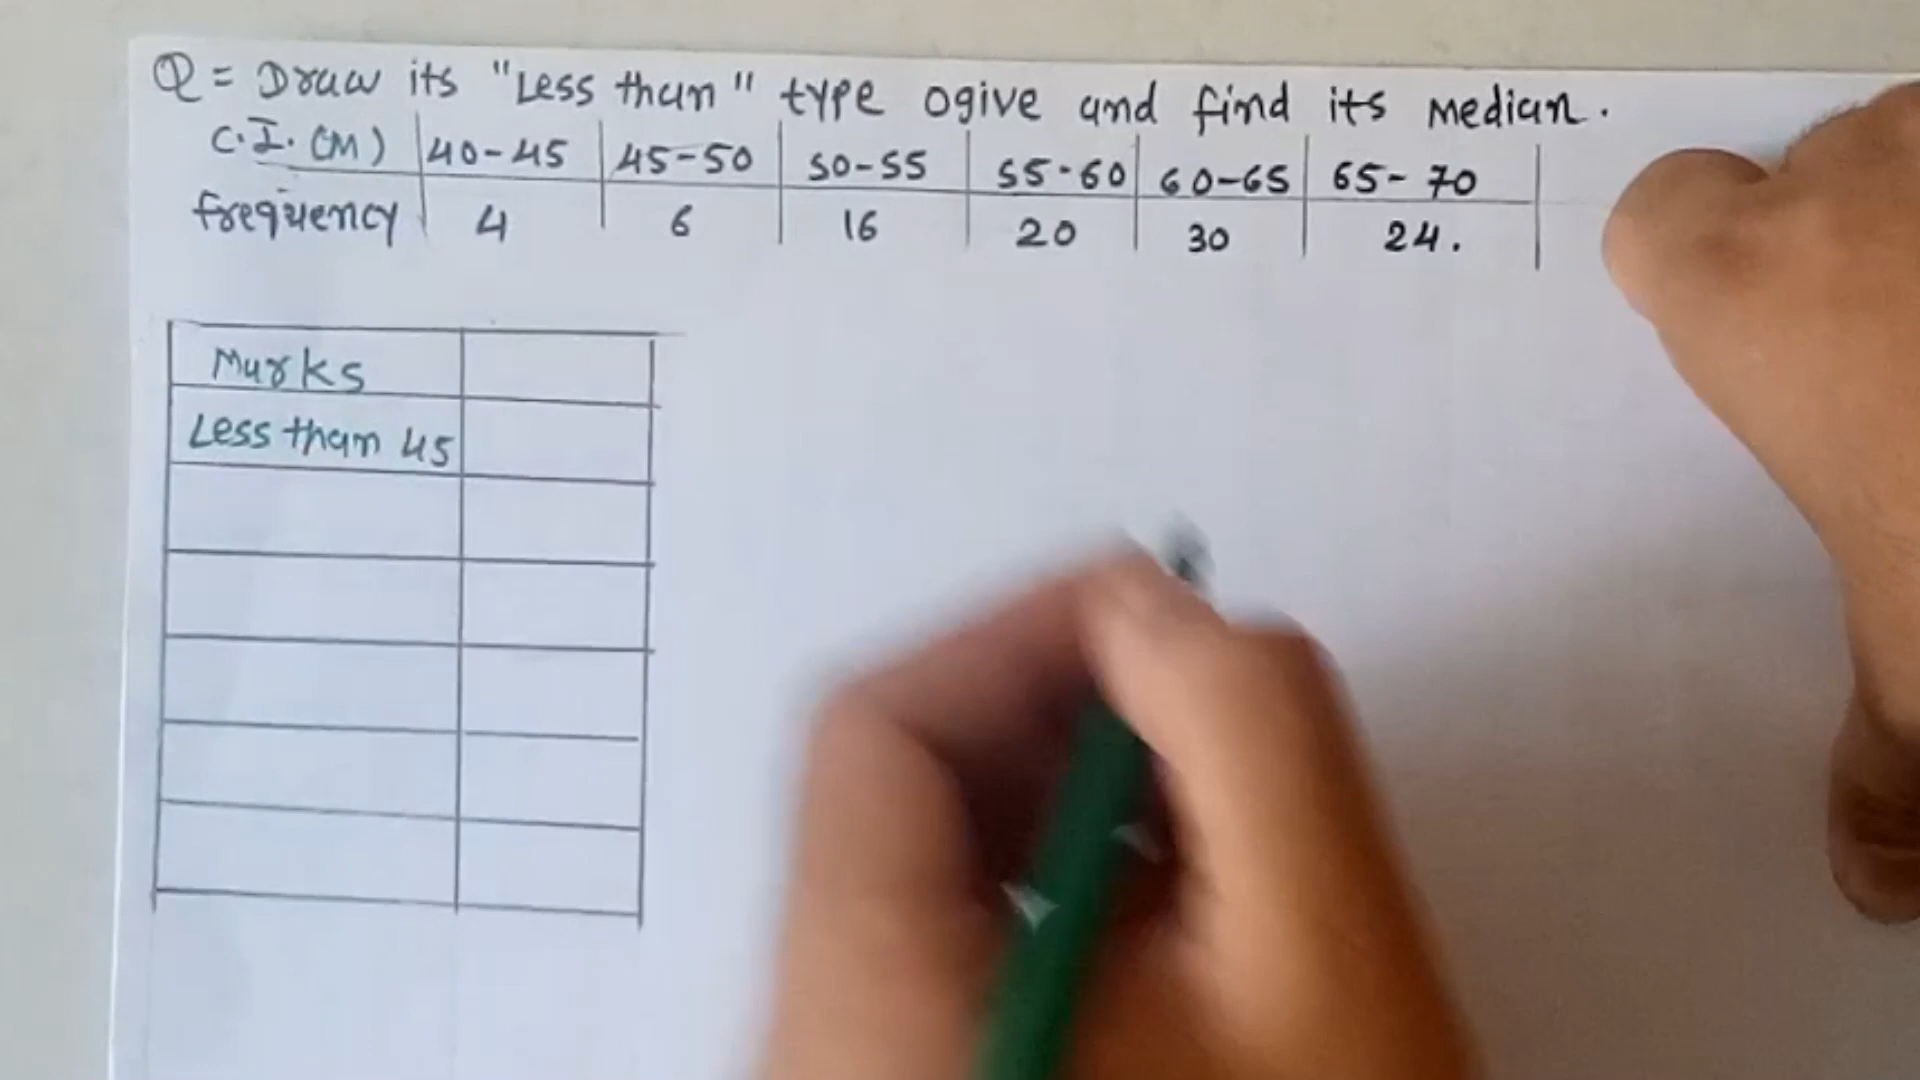 Q = Draw its "Less than" type ogive and find its median.
C.I. (M) 40-45 45-50 50-55 55-60 60-65 65-70
frequency 4 6 16 20 30 24.
Marks
Less than 45